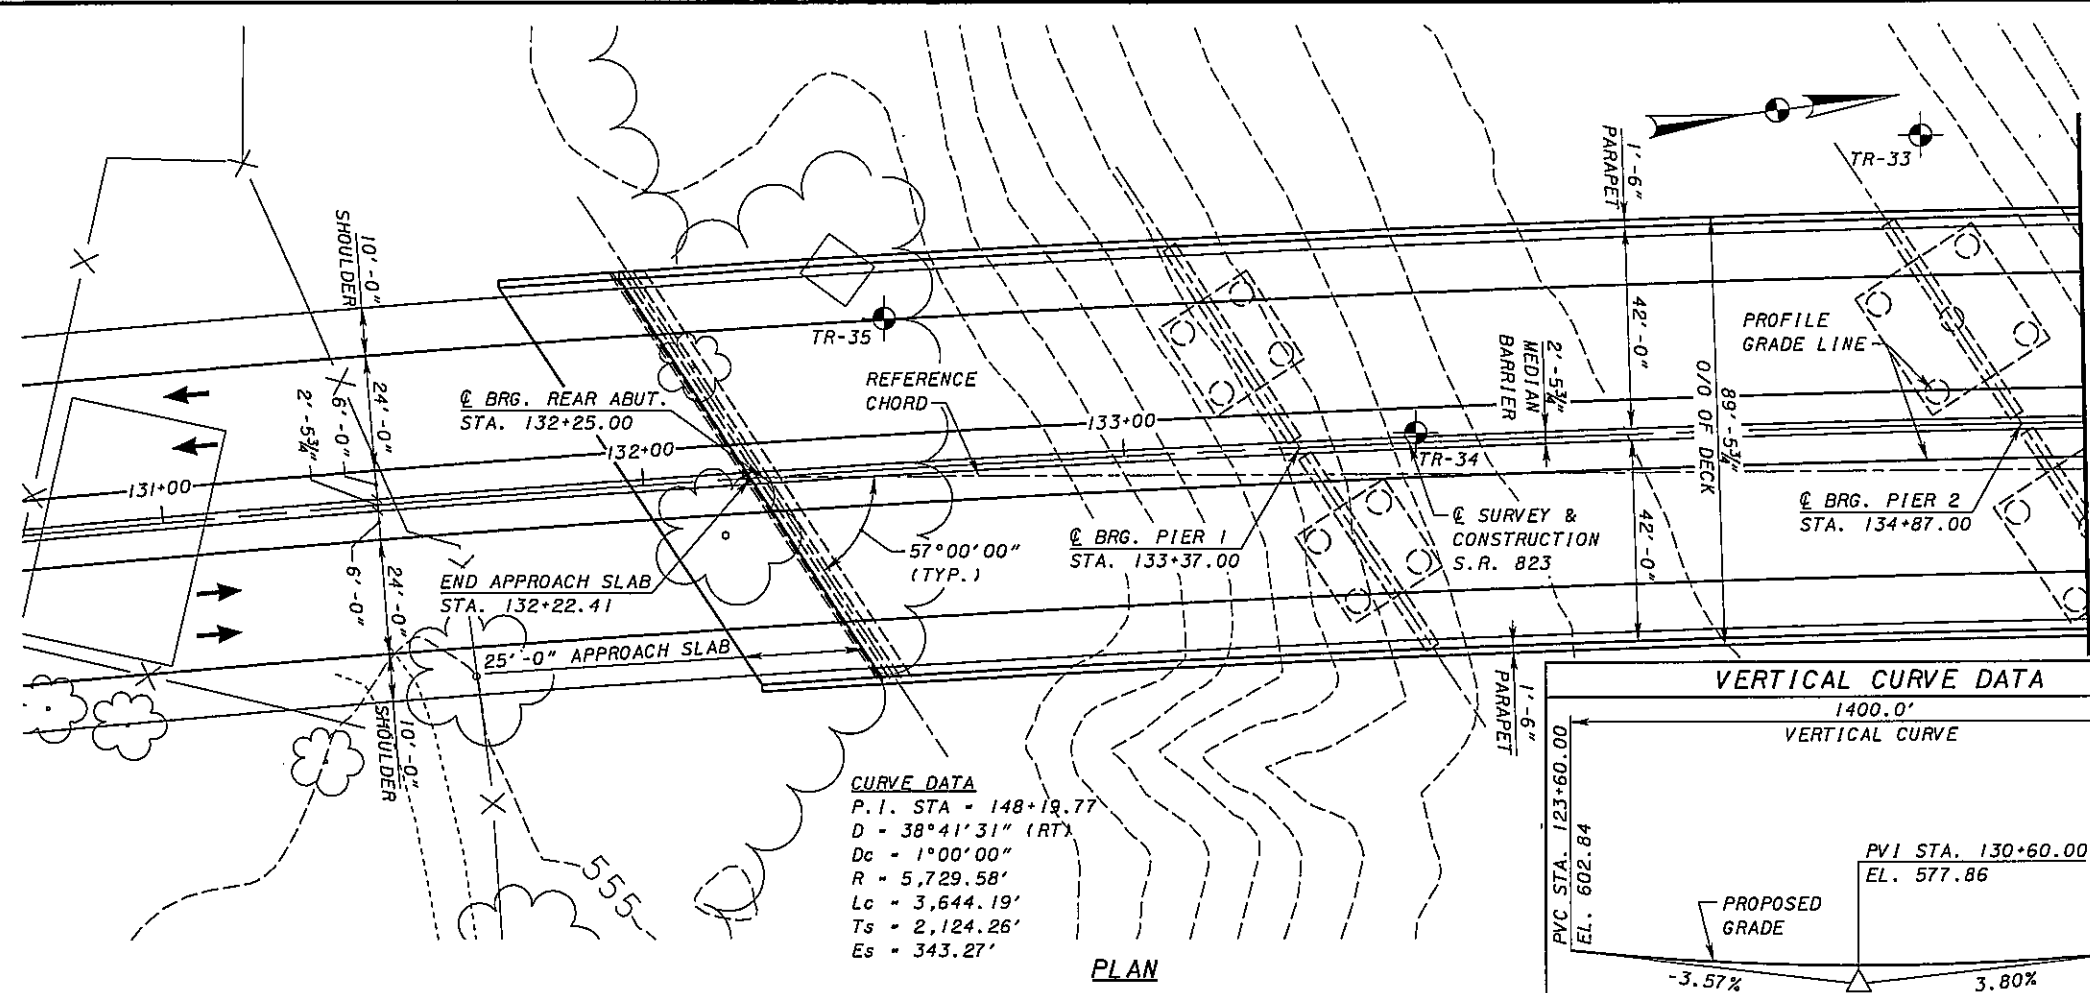 1'-6"
PARAPET
TR-33
10'-0"
SHOULDER
TR-35
PROFILE
GRADE LINE
42'-0"
2'-5¾"
MEDIAN
BARRIER
89'-5¾"
O/O OF DECK
REFERENCE
CHORD
℄ BRG. REAR ABUT.
STA. 132+25.00
24'-0"
6'-0"
2'-5¾"
131+00
132+00
133+00
TR-34
℄ BRG. PIER 2
STA. 134+87.00
℄ SURVEY &
CONSTRUCTION
S.R. 823
℄ BRG. PIER 1
STA. 133+37.00
57°00'00"
(TYP.)
42'-0"
END APPROACH SLAB
STA. 132+22.41
6'-0"
24'-0"
25'-0" APPROACH SLAB
10'-0"
SHOULDER
1'-6"
PARAPET
555
CURVE DATA
P.I. STA = 148+19.77
D = 38°41'31" (RT)
Dc = 1°00'00"
R = 5,729.58'
Lc = 3,644.19'
Ts = 2,124.26'
Es = 343.27'
PLAN
VERTICAL CURVE DATA
1400.0'
VERTICAL CURVE
PVC STA. 123+60.00
EL. 602.84
PVI STA. 130+60.00
EL. 577.86
PROPOSED
GRADE
-3.57%
3.80%